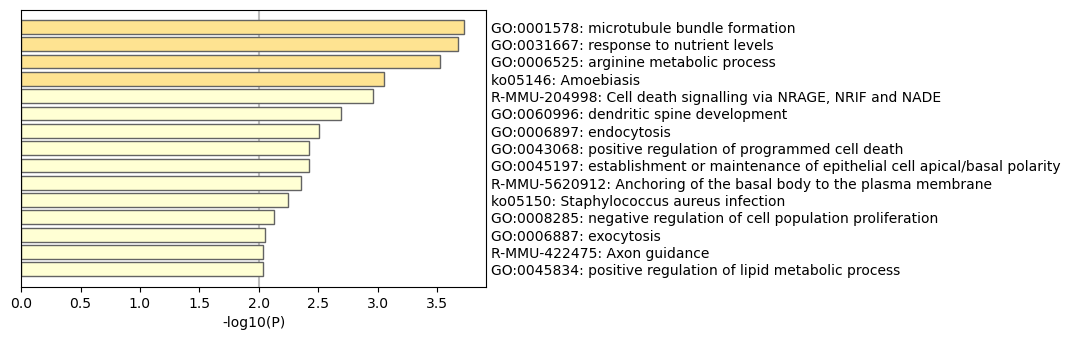 GO:0001578: microtubule bundle formation
GO:0031667: response to nutrient levels
GO:0006525: arginine metabolic process
ko05146: Amoebiasis
R-MMU-204998: Cell death signalling via NRAGE, NRIF and NADE
GO:0060996: dendritic spine development
GO:0006897: endocytosis
GO:0043068: positive regulation of programmed cell death
GO:0045197: establishment or maintenance of epithelial cell apical/basal polarity
R-MMU-5620912: Anchoring of the basal body to the plasma membrane
ko05150: Staphylococcus aureus infection
GO:0008285: negative regulation of cell population proliferation
GO:0006887: exocytosis
R-MMU-422475: Axon guidance
GO:0045834: positive regulation of lipid metabolic process
0.0 0.5 1.0 1.5 2.0 2.5 3.0 3.5
-log10(P)